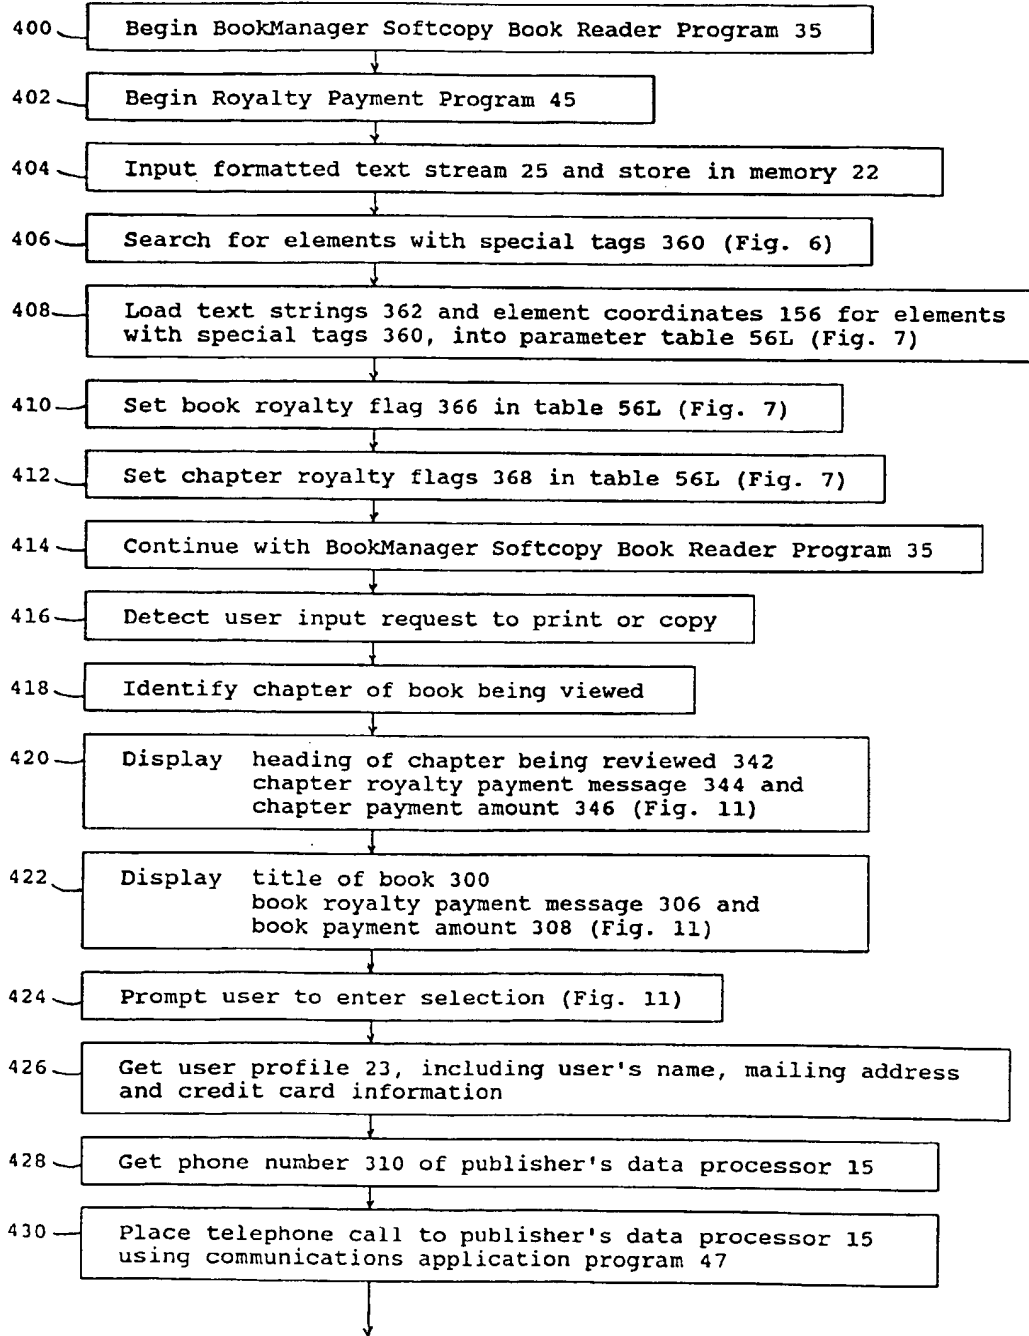 400 Begin BookManager Softcopy Book Reader Program 35
402 Begin Royalty Payment Program 45
404 Input formatted text stream 25 and store in memory 22
406 Search for elements with special tags 360 (Fig. 6)
408 Load text strings 362 and element coordinates 156 for elements
with special tags 360, into parameter table 56L (Fig. 7)
410 Set book royalty flag 366 in table 56L (Fig. 7)
412 Set chapter royalty flags 368 in table 56L (Fig. 7)
414 Continue with BookManager Softcopy Book Reader Program 35
416 Detect user input request to print or copy
418 Identify chapter of book being viewed
420 Display heading of chapter being reviewed 342
chapter royalty payment message 344 and
chapter payment amount 346 (Fig. 11)
422 Display title of book 300
book royalty payment message 306 and
book payment amount 308 (Fig. 11)
424 Prompt user to enter selection (Fig. 11)
426 Get user profile 23, including user's name, mailing address
and credit card information
428 Get phone number 310 of publisher's data processor 15
430 Place telephone call to publisher's data processor 15
using communications application program 47